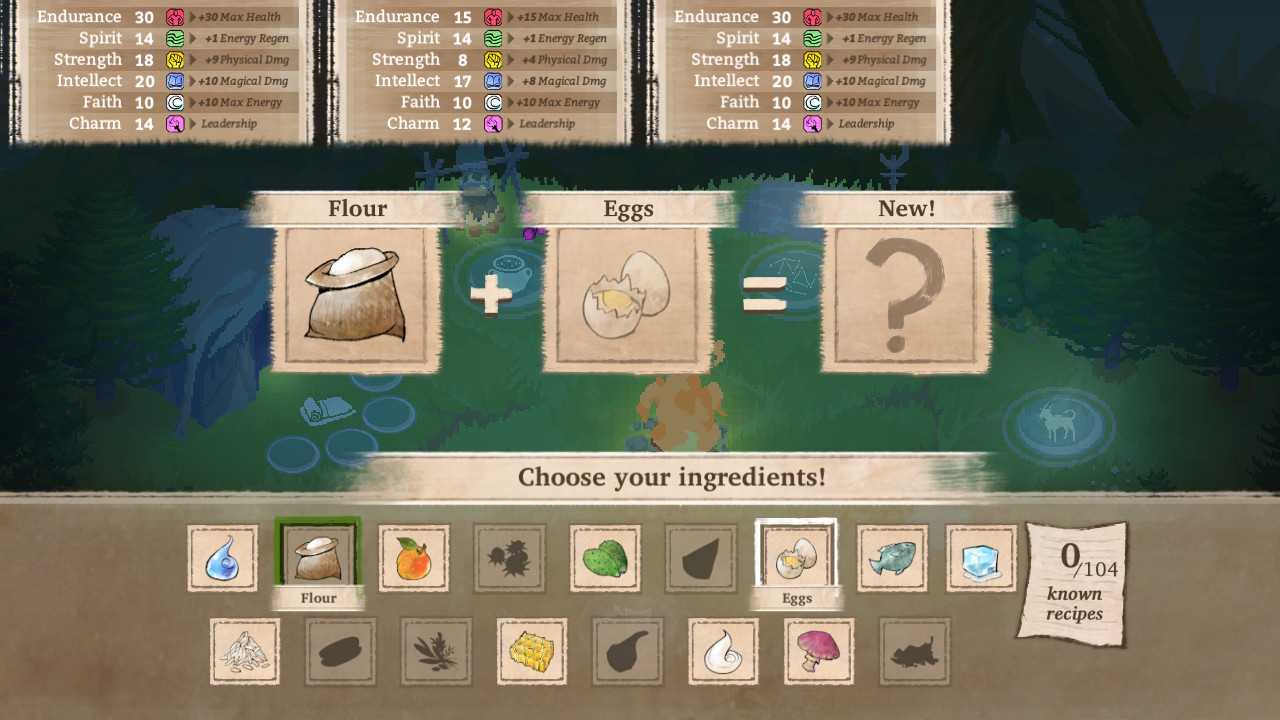 Endurance 30 +30 Max Health
Spirit 14 +1 Energy Regen
Strength 18 +9 Physical Dmg
Intellect 20 +10 Magical Dmg
Faith 10 +10 Max Energy
Charm 14 Leadership
Endurance 15 +15 Max Health
Spirit 14 +1 Energy Regen
Strength 8 +4 Physical Dmg
Intellect 17 +8 Magical Dmg
Faith 10 +10 Max Energy
Charm 12 Leadership
Endurance 30 +30 Max Health
Spirit 14 +1 Energy Regen
Strength 18 +9 Physical Dmg
Intellect 20 +10 Magical Dmg
Faith 10 +10 Max Energy
Charm 14 Leadership
Flour
+
Eggs
=
New!
?
Choose your ingredients!
Flour
Eggs
0/104
known
recipes